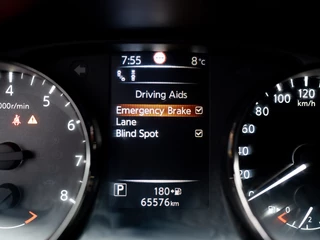 7:55 8°C
Driving Aids
Emergency Brake
Lane
Blind Spot
P 180
65576km
4
5
6
7
8
000r/min
120
100
80
60
40
20
km/h